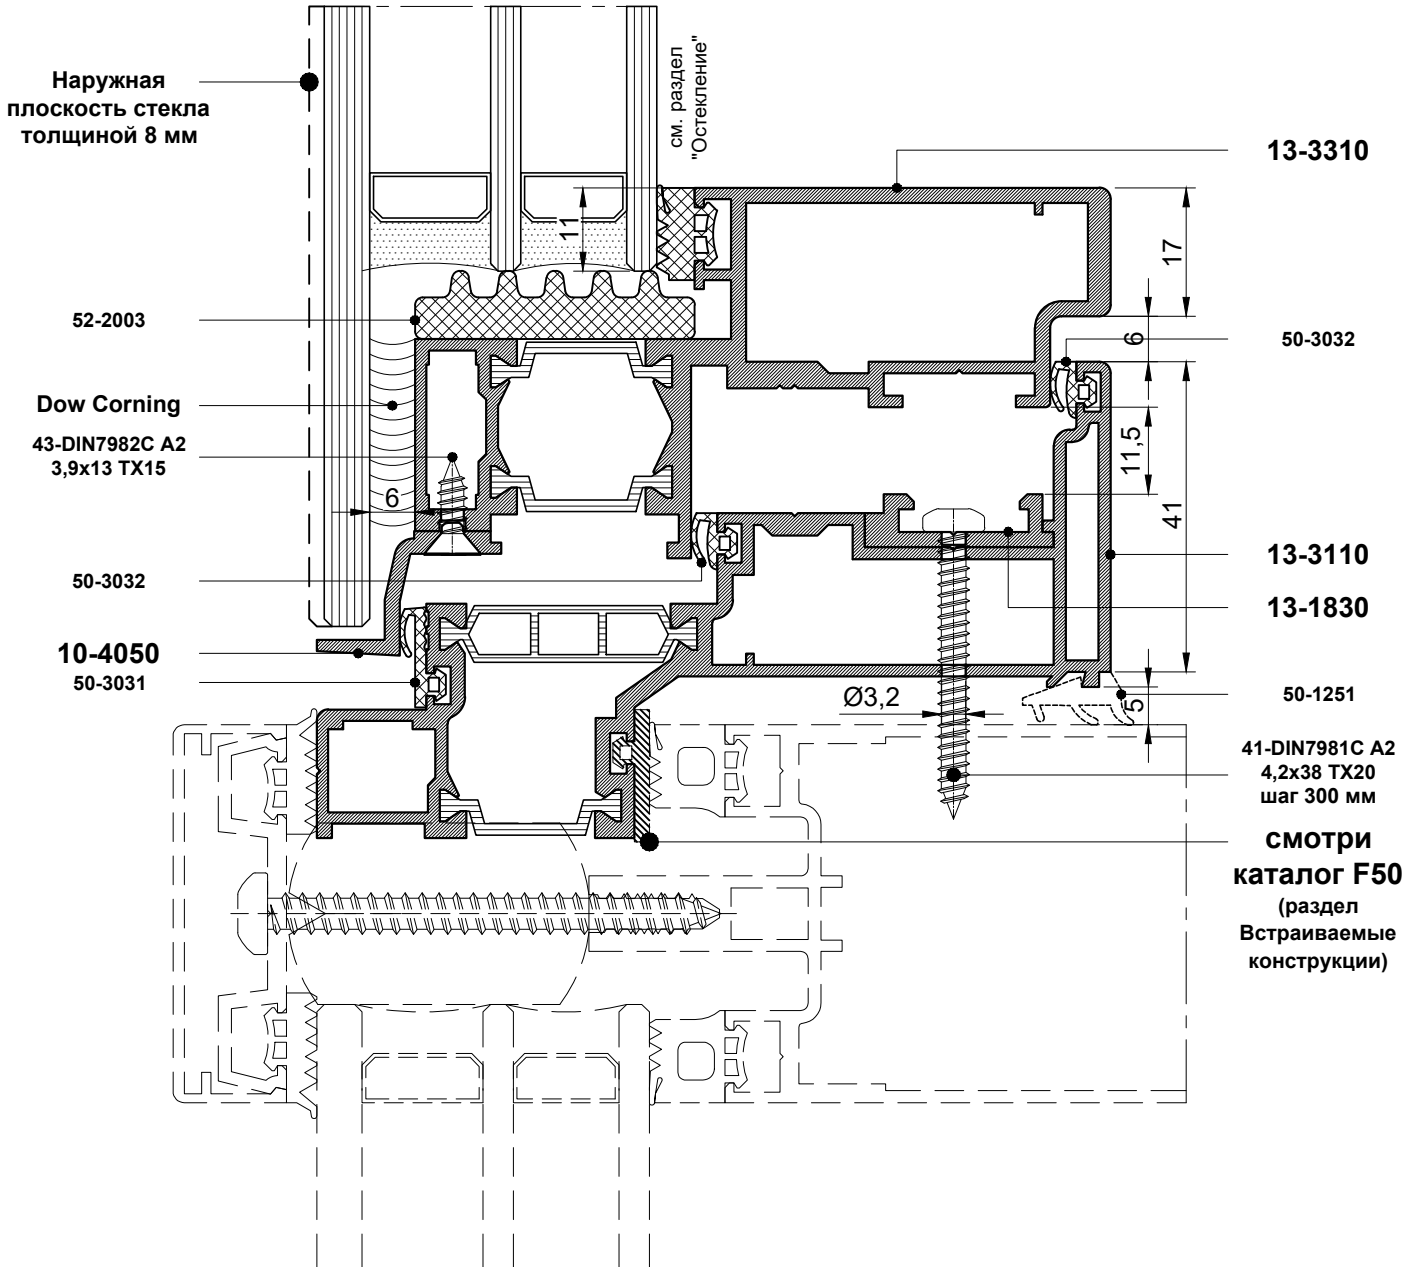 Наружная
плоскость стекла
толщиной 8 мм
см. раздел
"Остекление"
13-3310
11
17
52-2003
6
50-3032
Dow Corning
43-DIN7982C A2
3,9x13 TX15
11,5
6
41
13-3110
50-3032
13-1830
10-4050
50-3031
Ø3,2
5
50-1251
41-DIN7981C A2
4,2x38 TX20
шаг 300 мм
смотри
каталог F50
(раздел
Встраиваемые
конструкции)